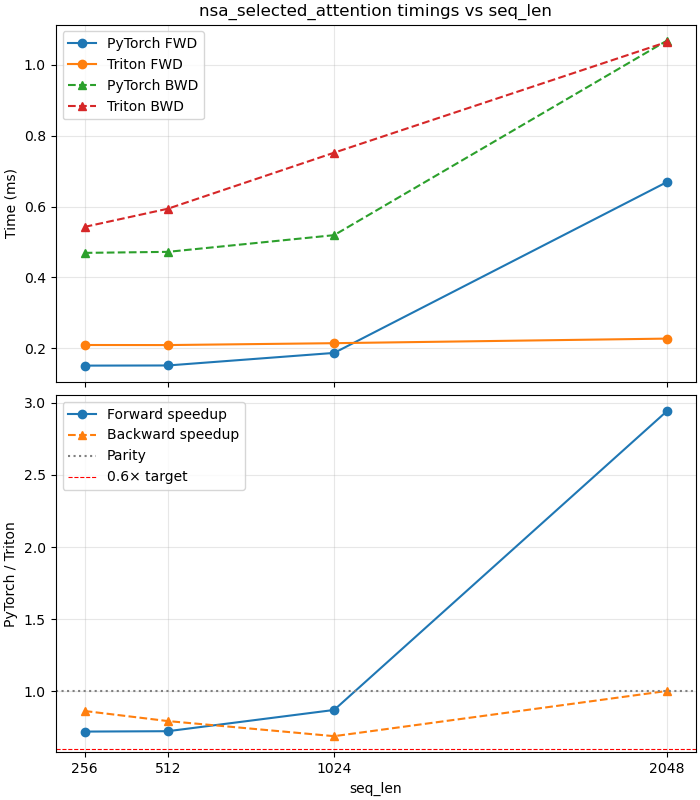 nsa_selected_attention timings vs seq_len
PyTorch FWD
Triton FWD
PyTorch BWD
Triton BWD
Time (ms)
1.0
0.8
0.6
0.4
0.2
Forward speedup
Backward speedup
Parity
0.6× target
PyTorch / Triton
3.0
2.5
2.0
1.5
1.0
256
512
1024
2048
seq_len